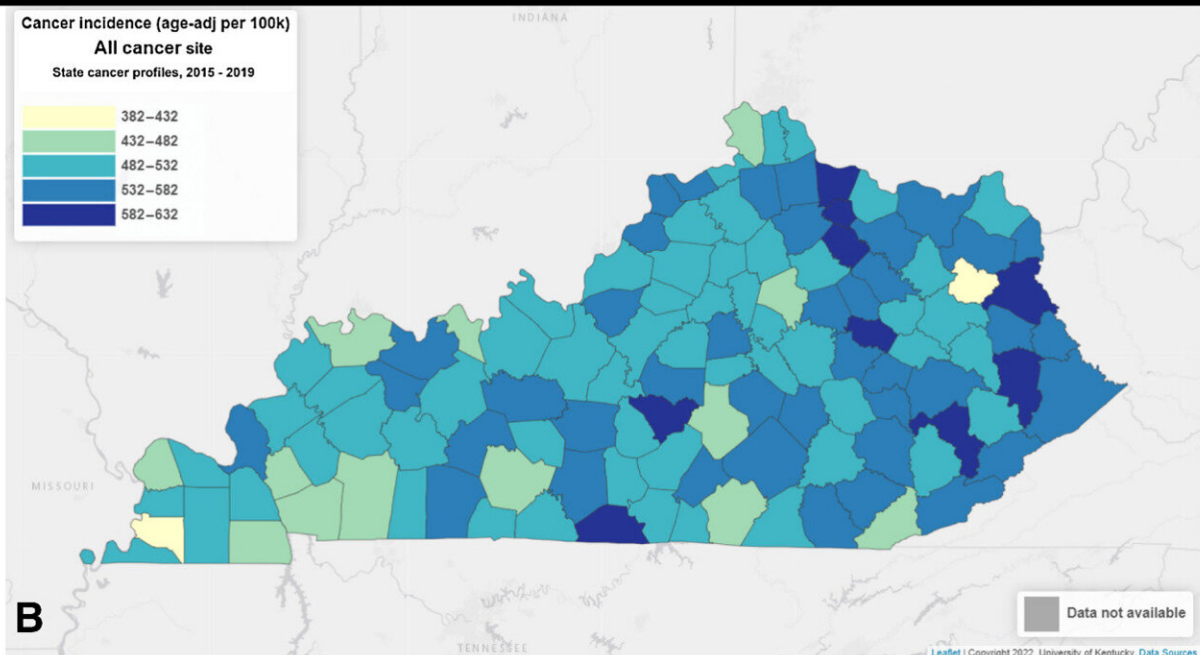 INDIANA
Cancer incidence (age-adj per 100k)
All cancer site
State cancer profiles, 2015 - 2019
382–432
432–482
482–532
532–582
582–632
MISSOURI
B
Data not available
TENNESSEE
Leaflet | Copyright 2022, University of Kentucky, Data Sources